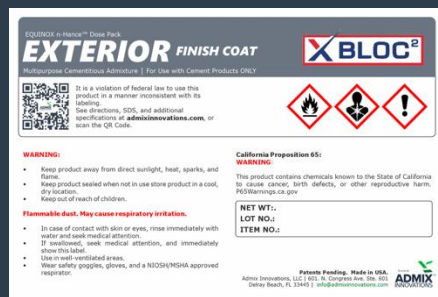 EQUINOX n-Hance™ Dose Pack
EXTERIOR FINISH COAT
Multipurpose Cementitious Admixture | For Use with Cement Products ONLY
X BLOC²
It is a violation of federal law to use this
product in a manner inconsistent with its
labeling.
See directions, SDS, and additional
specifications at admixinnovations.com, or
scan the QR Code.
WARNING:
• Keep product away from direct sunlight, heat, sparks, and
flame.
• Keep product sealed when not in use store product in a cool,
dry location.
• Keep out of reach of children.
Flammable dust. May cause respiratory irritation.
• In case of contact with skin or eyes, rinse immediately with
water and seek medical attention.
• If swallowed, seek medical attention, and immediately
show this label.
• Use in well-ventilated areas.
• Wear safety goggles, gloves, and a NIOSH/MSHA approved
respirator.
California Proposition 65:
WARNING:
This product contains chemicals known to the State of California
to cause cancer, birth defects, or other reproductive harm.
P65Warnings.ca.gov
NET WT:.
LOT NO.:
ITEM NO.:
Patents Pending. Made in USA.
Admix Innovations, LLC | 601. N. Congress Ave. Ste. 601
Delray Beach, FL 33445 | info@admixinnovations.com
ADMIX
INNOVATIONS